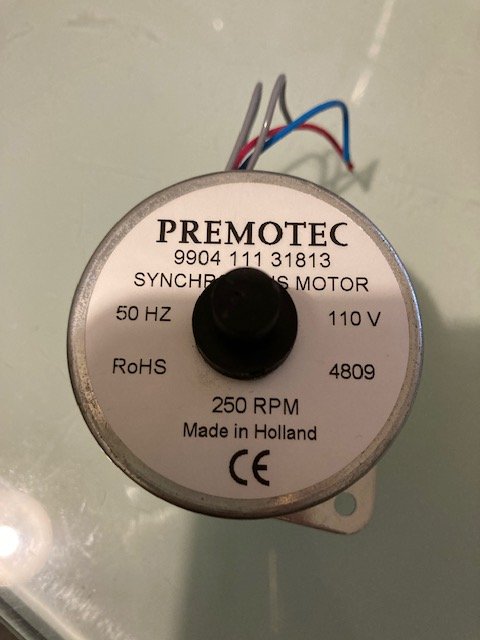 PREMOTEC
9904 111 31813
MOTOR
50 HZ 110 V
RoHS 4809
250 RPM
Made in Holland
CE